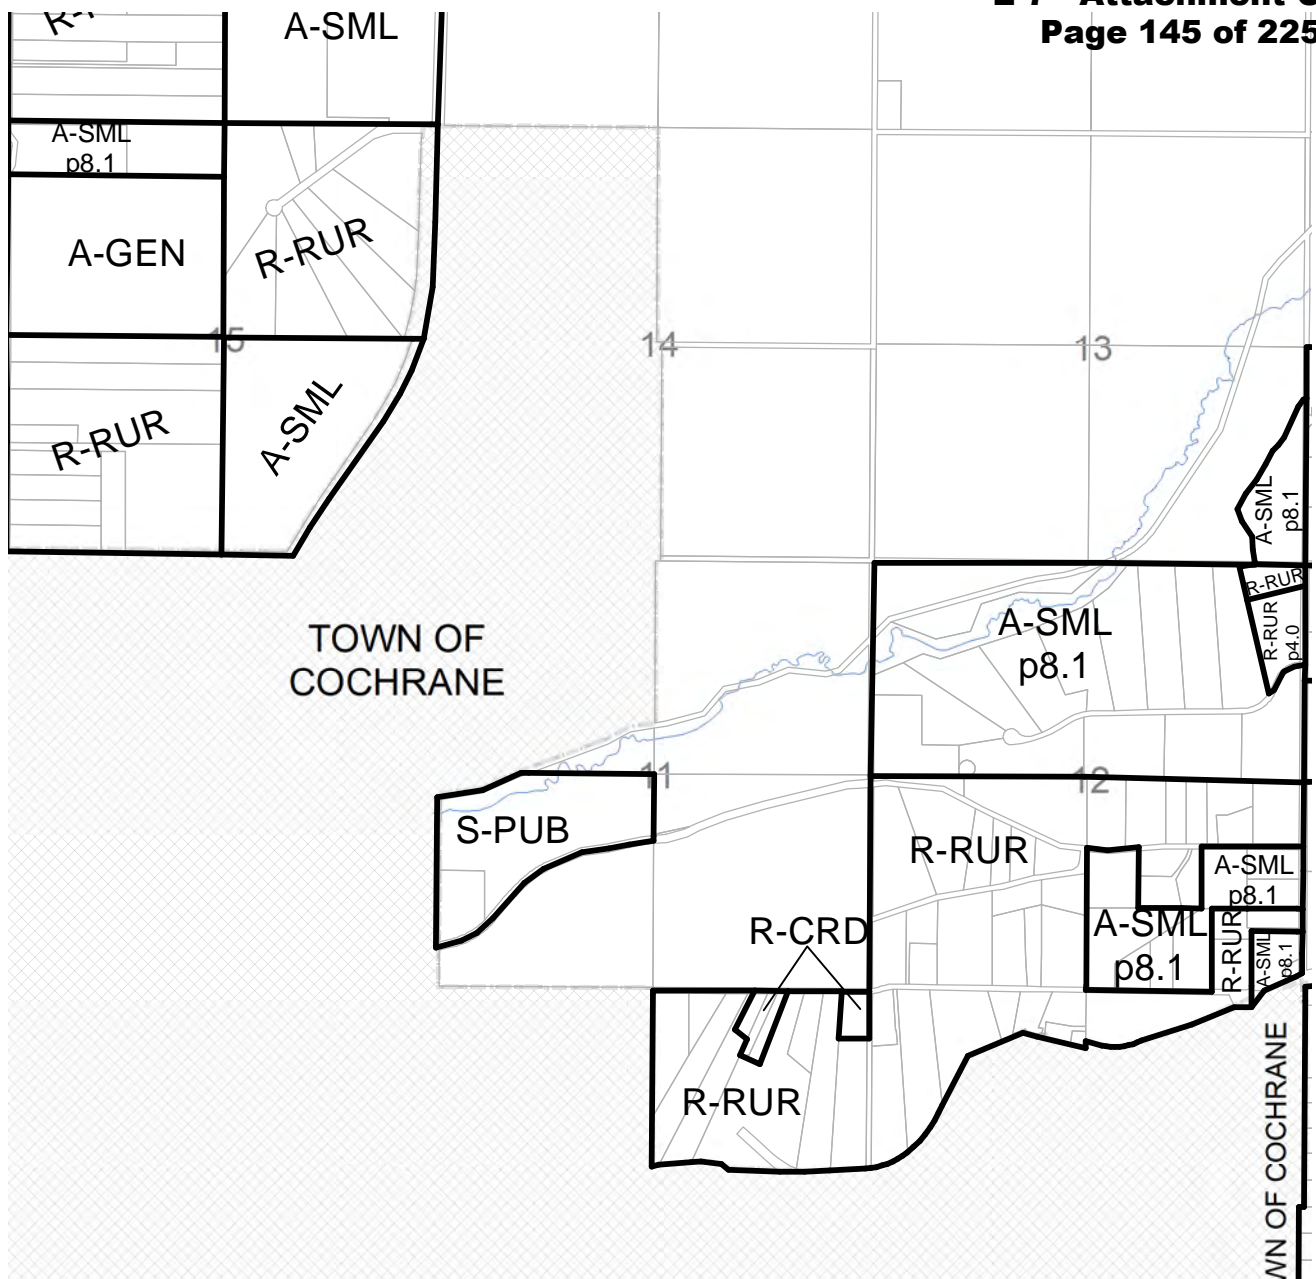 Page 145 of 225
A-SML
A-SML
p8.1
A-GEN
R-RUR
15
14
13
R-RUR
A-SML
A-SML
p8.1
R-RUR
R-RUR
p4.0
A-SML
p8.1
TOWN OF
COCHRANE
11
12
S-PUB
R-RUR
A-SML
p8.1
A-SML
p8.1
R-RUR
A-SML
p8.1
R-CRD
R-RUR
WN OF COCHRANE